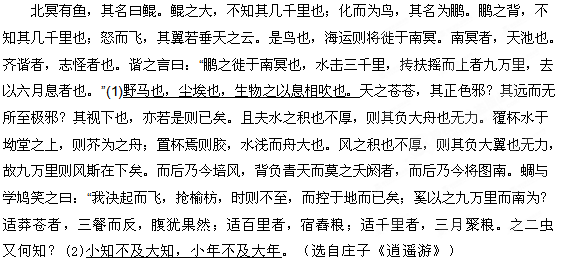 北冥有鱼，其名曰鲲。鲲之大，不知其几千里也；化而为鸟，其名为鹏。鹏之背，不
知其几千里也；怒而飞，其翼若垂天之云。是鸟也，海运则将徙于南冥。南冥者，天池也。
齐谐者，志怪者也。谐之言曰：“鹏之徙于南冥也，水击三千里，抟扶摇而上者九万里，去
以六月息者也。”(1)野马也，尘埃也，生物之以息相吹也。天之苍苍，其正色邪？其远而无
所至极邪？其视下也，亦若是则已矣。且夫水之积也不厚，则其负大舟也无力。覆杯水于
坳堂之上，则芥为之舟；置杯焉则胶，水浅而舟大也。风之积也不厚，则其负大翼也无力，
故九万里则风斯在下矣。而后乃今培风，背负青天而莫之夭阏者，而后乃今将图南。蜩与
学鸠笑之曰：“我决起而飞，抢榆枋，时则不至，而控于地而已矣；奚以之九万里而南为？
适莽苍者，三餐而反，腹犹果然；适百里者，宿舂粮；适千里者，三月聚粮。之二虫
又何知？(2)小知不及大知，小年不及大年。（选自庄子《逍遥游》）